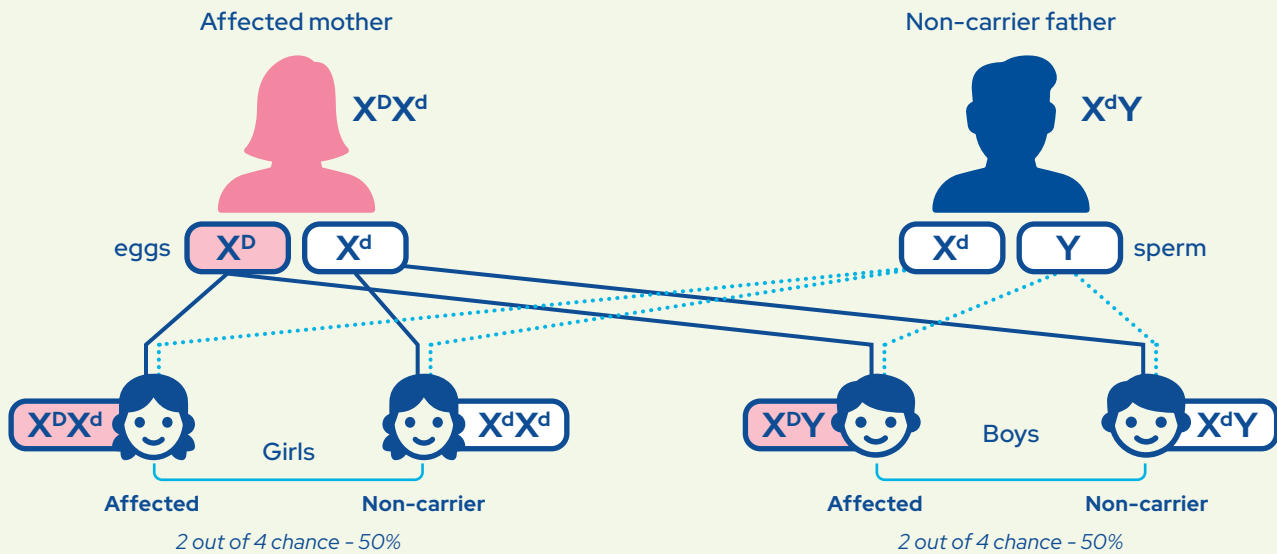 Affected mother
Non-carrier father
XᴰXᵈ
XᵈY
eggs
Xᴰ
Xᵈ
Xᵈ
Y
sperm
XᴰXᵈ
XᵈXᵈ
XᴰY
XᵈY
Girls
Boys
Affected
Non-carrier
Affected
Non-carrier
2 out of 4 chance - 50%
2 out of 4 chance - 50%